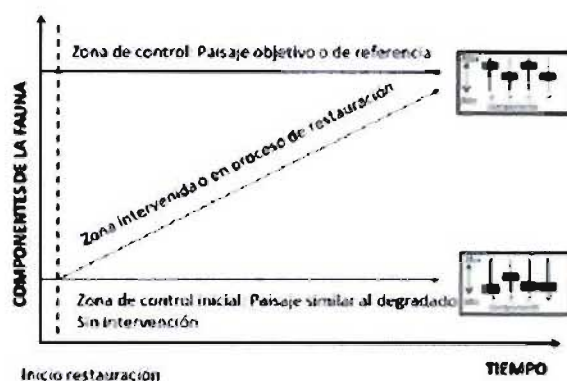 Zona de control: Paisaje objetivo o de referencia
COMPONENTES DE LA FAUNA
Zona intervenida o en proceso de restauración
Zona de control inicial: Paisaje similar al degradado
Sin intervención
Inicio restauración
TIEMPO